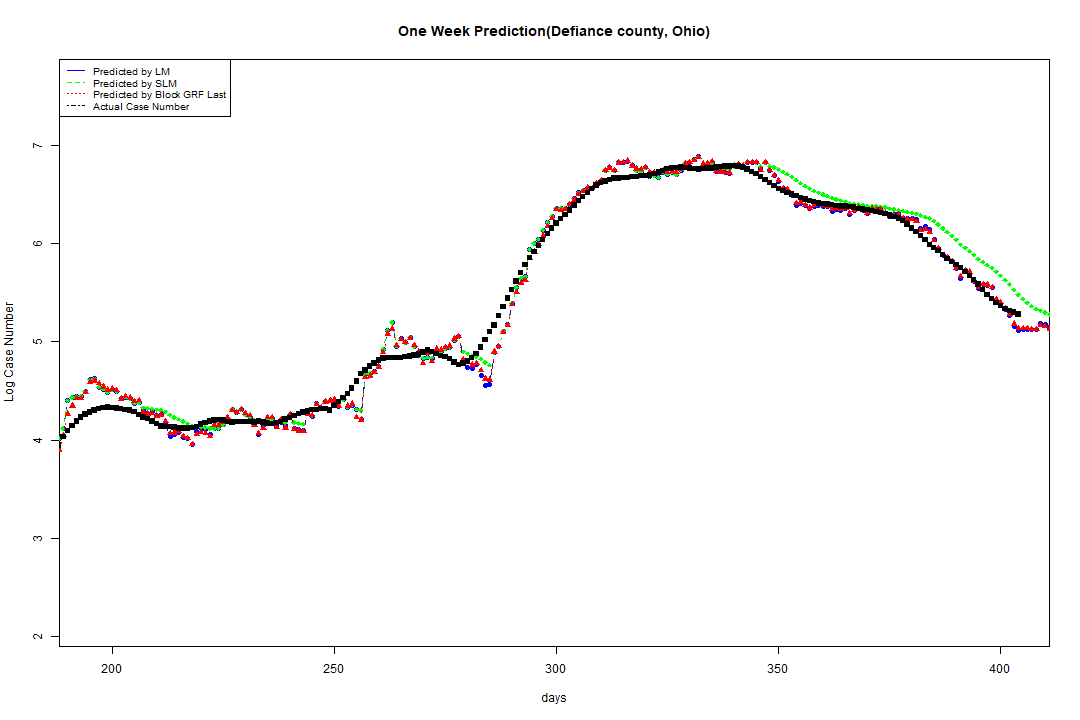 One Week Prediction(Defiance county, Ohio)
Predicted by LM
Predicted by SLM
Predicted by Block GRF Last
Actual Case Number
7
6
5
4
3
2
Log Case Number
200 250 300 350 400
days